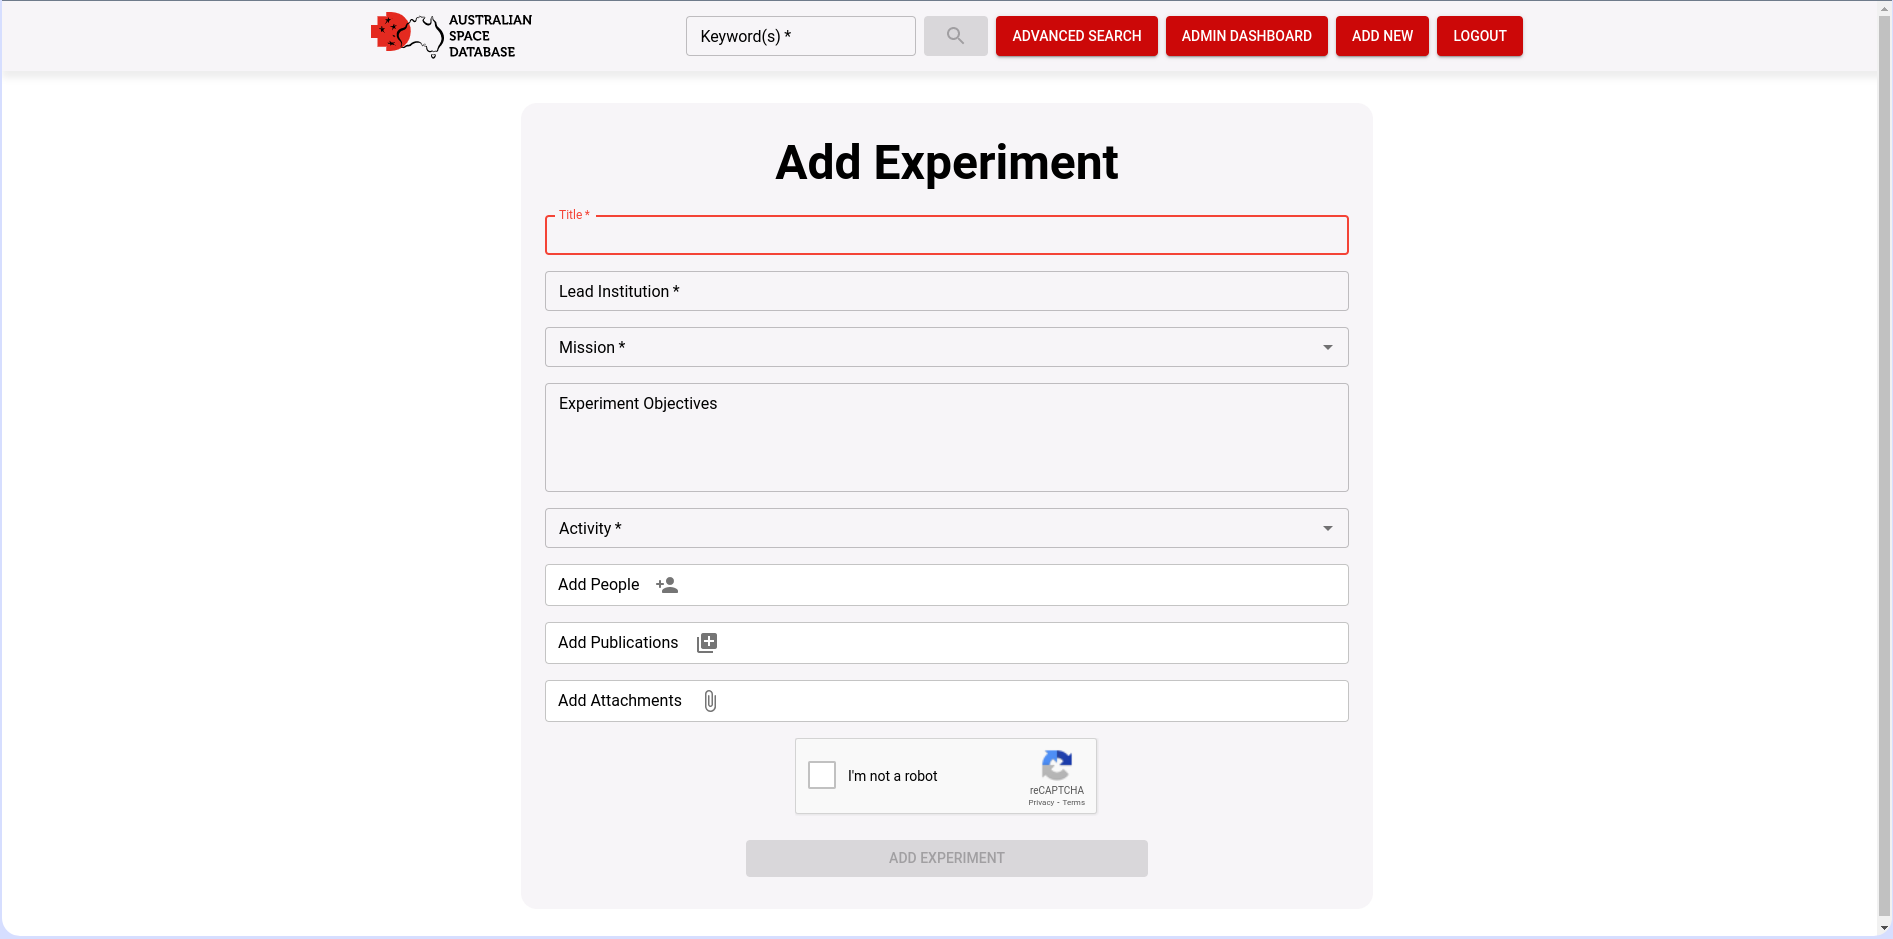 AUSTRALIAN
SPACE
DATABASE
Keyword(s) *
ADVANCED SEARCH
ADMIN DASHBOARD
ADD NEW
LOGOUT
Add Experiment
Title *
Lead Institution *
Mission *
Experiment Objectives
Activity *
Add People
Add Publications
Add Attachments
I'm not a robot
reCAPTCHA
Privacy - Terms
ADD EXPERIMENT